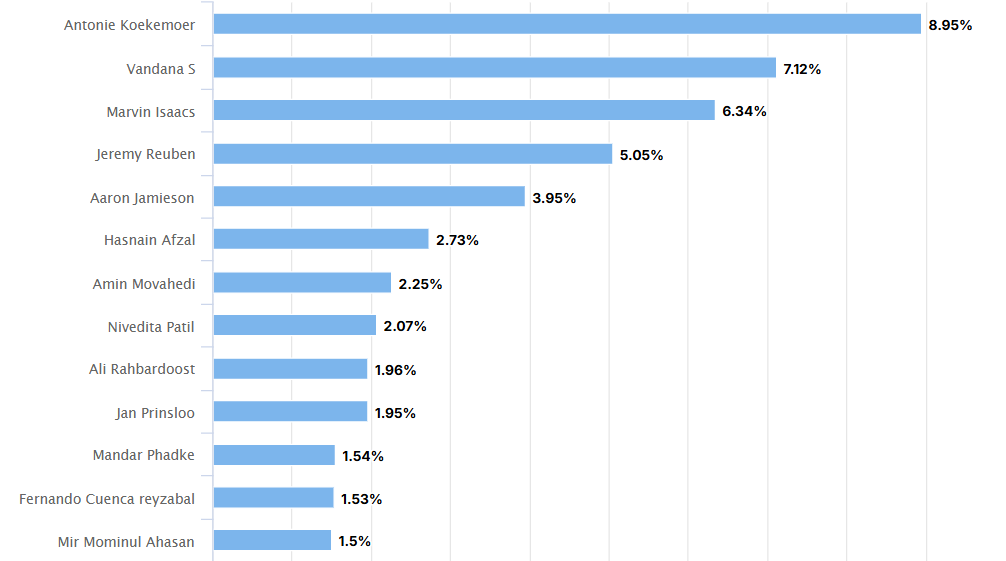 Antonie Koekemoer 8.95%
Vandana S 7.12%
Marvin Isaacs 6.34%
Jeremy Reuben 5.05%
Aaron Jamieson 3.95%
Hasnain Afzal 2.73%
Amin Movahedi 2.25%
Nivedita Patil 2.07%
Ali Rahbardoost 1.96%
Jan Prinsloo 1.95%
Mandar Phadke 1.54%
Fernando Cuenca reyzabal 1.53%
Mir Mominul Ahasan 1.5%